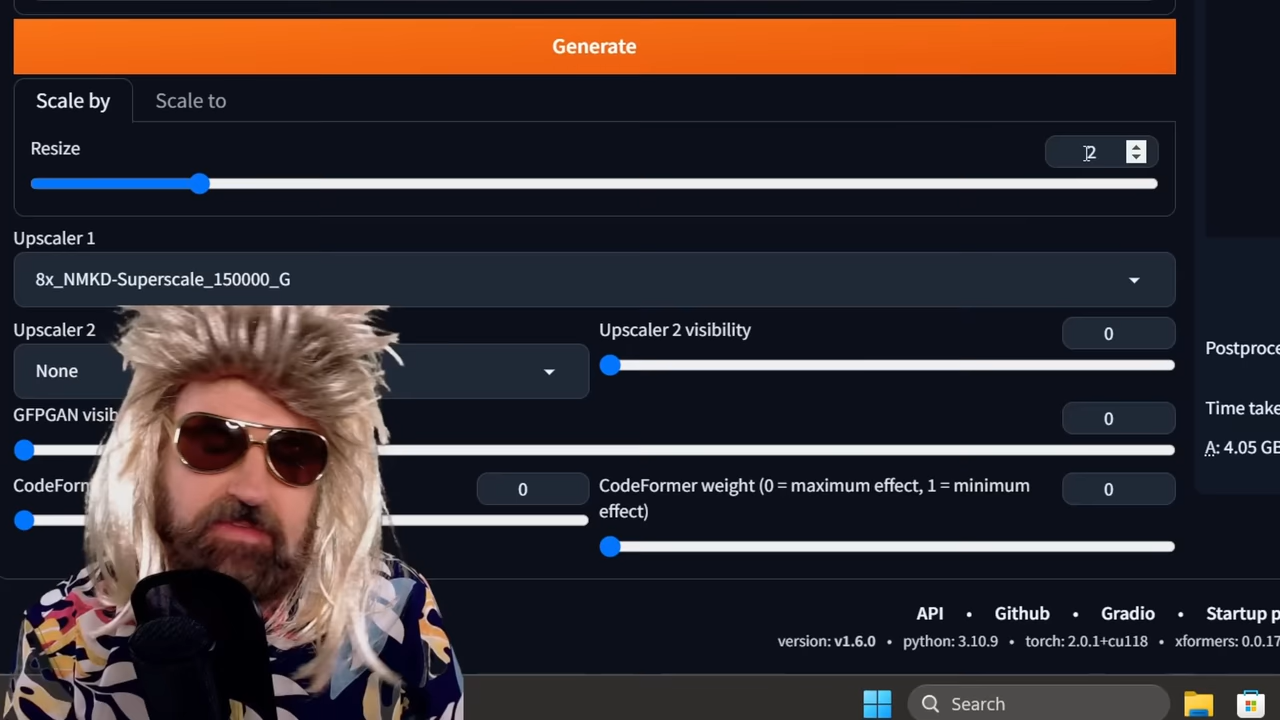 Generate
Scale by
Scale to
Resize
2
Upscaler 1
8x_NMKD-Superscale_150000_G
Upscaler 2
None
Upscaler 2 visibility
0
Postproce
GFPGAN visib
0
Time take
A: 4.05 GB
CodeForm
0
CodeFormer weight (0 = maximum effect, 1 = minimum
effect)
0
API • Github • Gradio • Startup p
version: v1.6.0 • python: 3.10.9 • torch: 2.0.1+cu118 • xformers: 0.0.17
Search